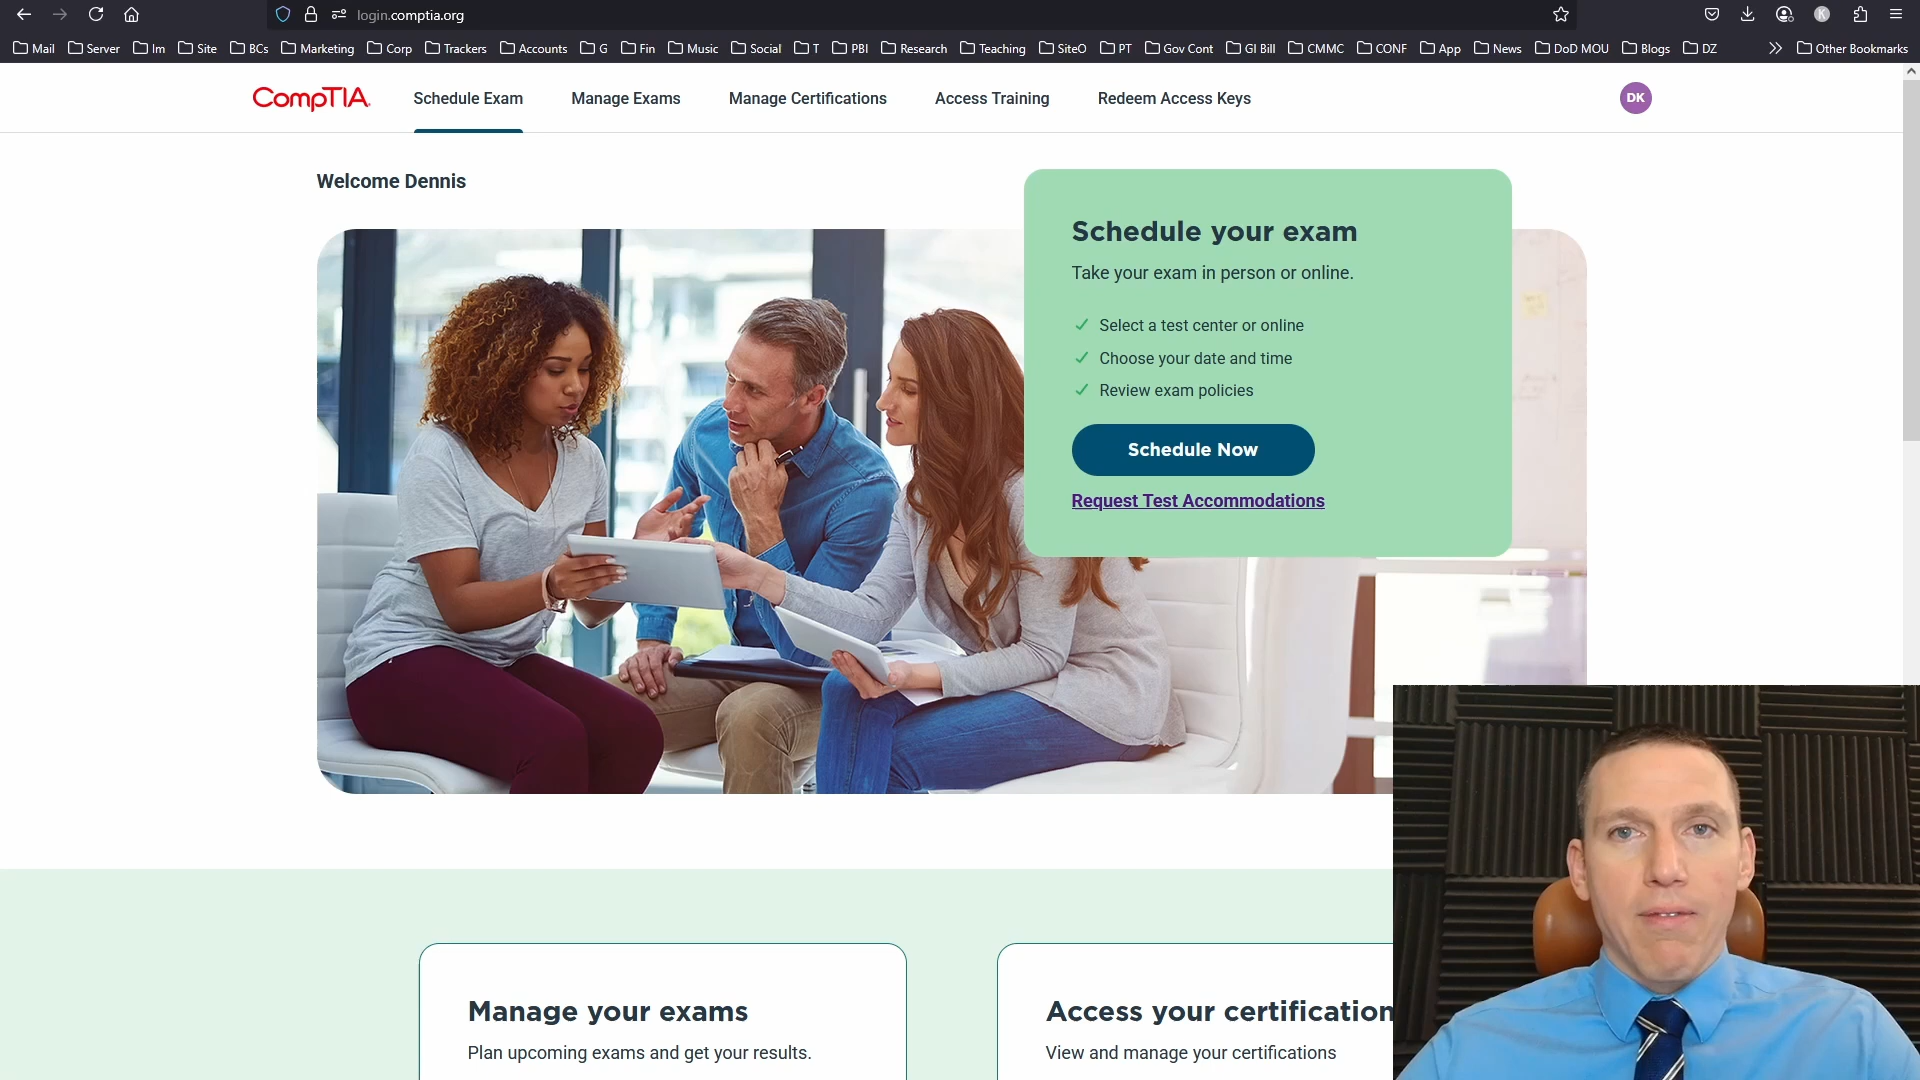 login.comptia.org
Mail Server Im Site BCs Marketing Corp Trackers Accounts G Fin Music Social T PBI Research Teaching SiteO PT Gov Cont GI Bill CMMC CONF App News DoD MOU Blogs DZ Other Bookmarks
CompTIA. Schedule Exam Manage Exams Manage Certifications Access Training Redeem Access Keys DK
Welcome Dennis
Schedule your exam
Take your exam in person or online.
Select a test center or online
Choose your date and time
Review exam policies
Schedule Now
Request Test Accommodations
Manage your exams
Plan upcoming exams and get your results.
Access your certification
View and manage your certifications
K